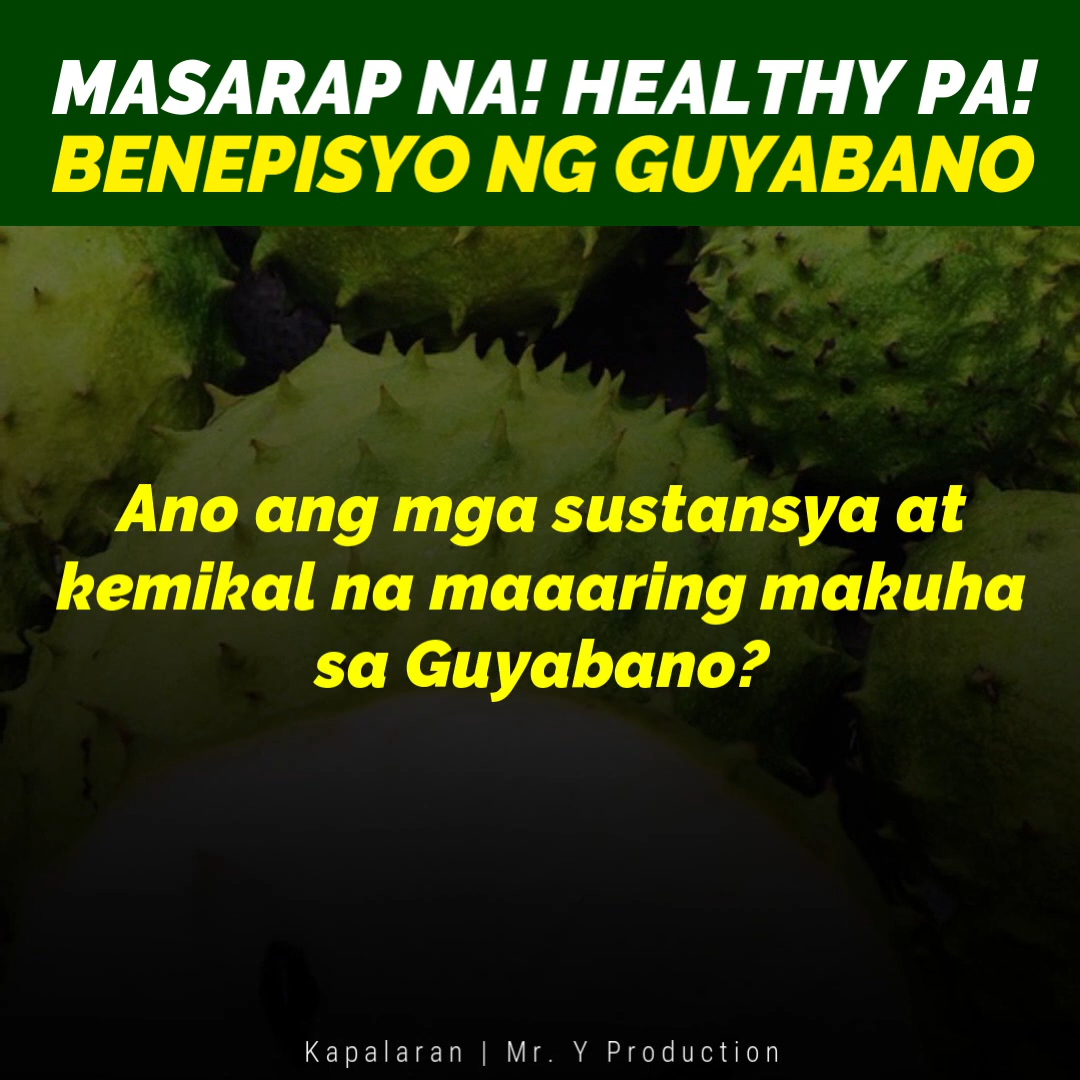 MASARAP NA! HEALTHY PA!
BENEPISYO NG GUYABANO
Ano ang mga sustansya at
kemikal na maaaring makuha
sa Guyabano?
Kapalaran | Mr. Y Production